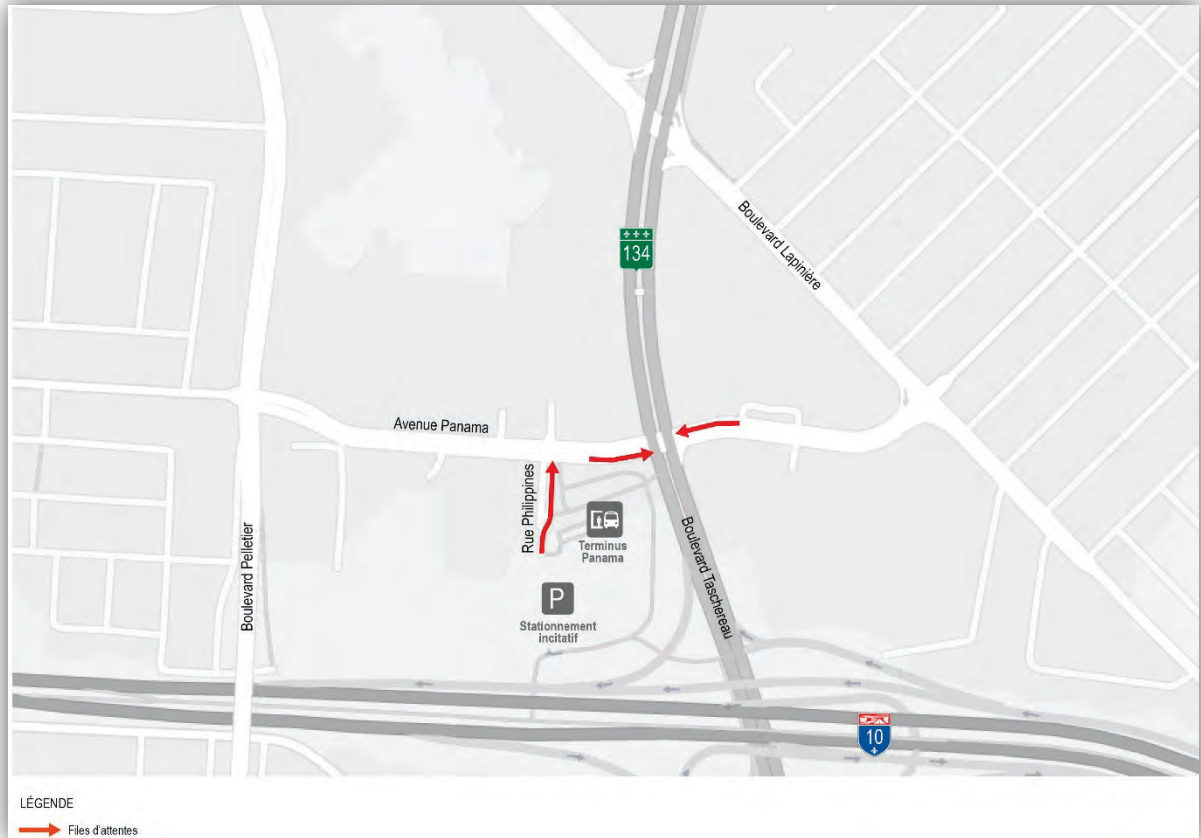 Boulevard Lapinière
134
Avenue Panama
Rue Philippines
Terminus
Panama
Boulevard Pelletier
Boulevard Taschereau
P
Stationnement
incitatif
10
LÉGENDE
Files d'attentes